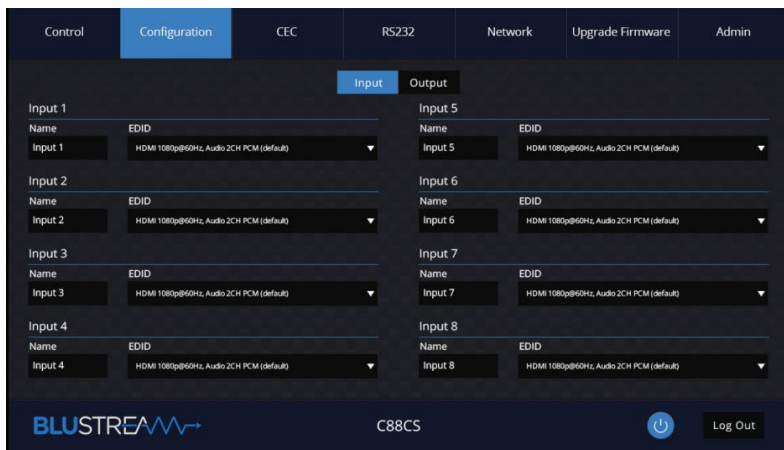 Control Configuration CEC RS232 Network Upgrade Firmware Admin
Input Output
Input 1
Name EDID
Input 1 HDMI 1080p@60Hz, Audio 2CH PCM (default)
Input 2
Name EDID
Input 2 HDMI 1080p@60Hz, Audio 2CH PCM (default)
Input 3
Name EDID
Input 3 HDMI 1080p@60Hz, Audio 2CH PCM (default)
Input 4
Name EDID
Input 4 HDMI 1080p@60Hz, Audio 2CH PCM (default)
Input 5
Name EDID
Input 5 HDMI 1080p@60Hz, Audio 2CH PCM (default)
Input 6
Name EDID
Input 6 HDMI 1080p@60Hz, Audio 2CH PCM (default)
Input 7
Name EDID
Input 7 HDMI 1080p@60Hz, Audio 2CH PCM (default)
Input 8
Name EDID
Input 8 HDMI 1080p@60Hz, Audio 2CH PCM (default)
BLUSTREAM C88CS Log Out